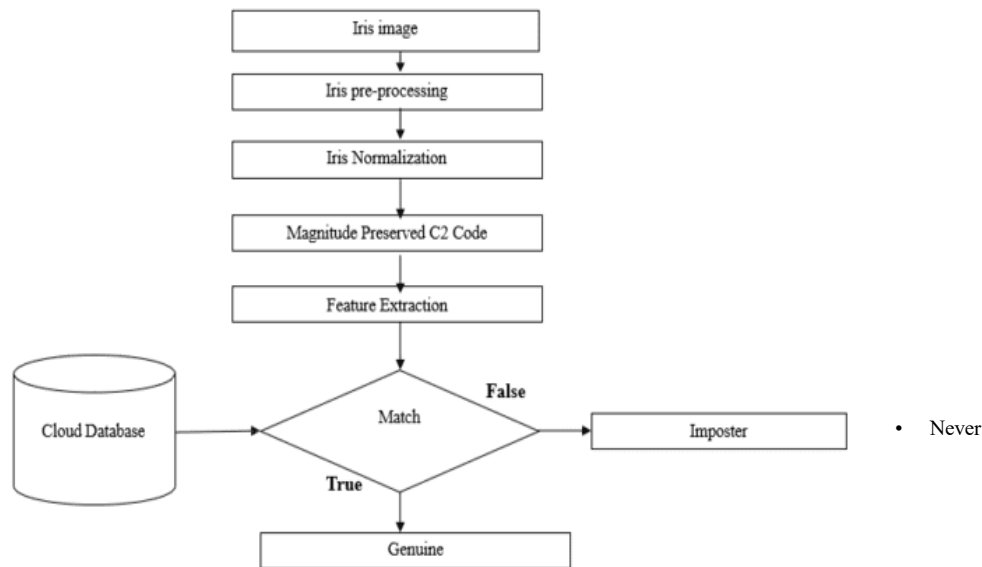 Iris image
Iris pre-processing
Iris Normalization
Magnitude Preserved C2 Code
Feature Extraction
False
Cloud Database
Match
Imposter
• Never
True
Genuine